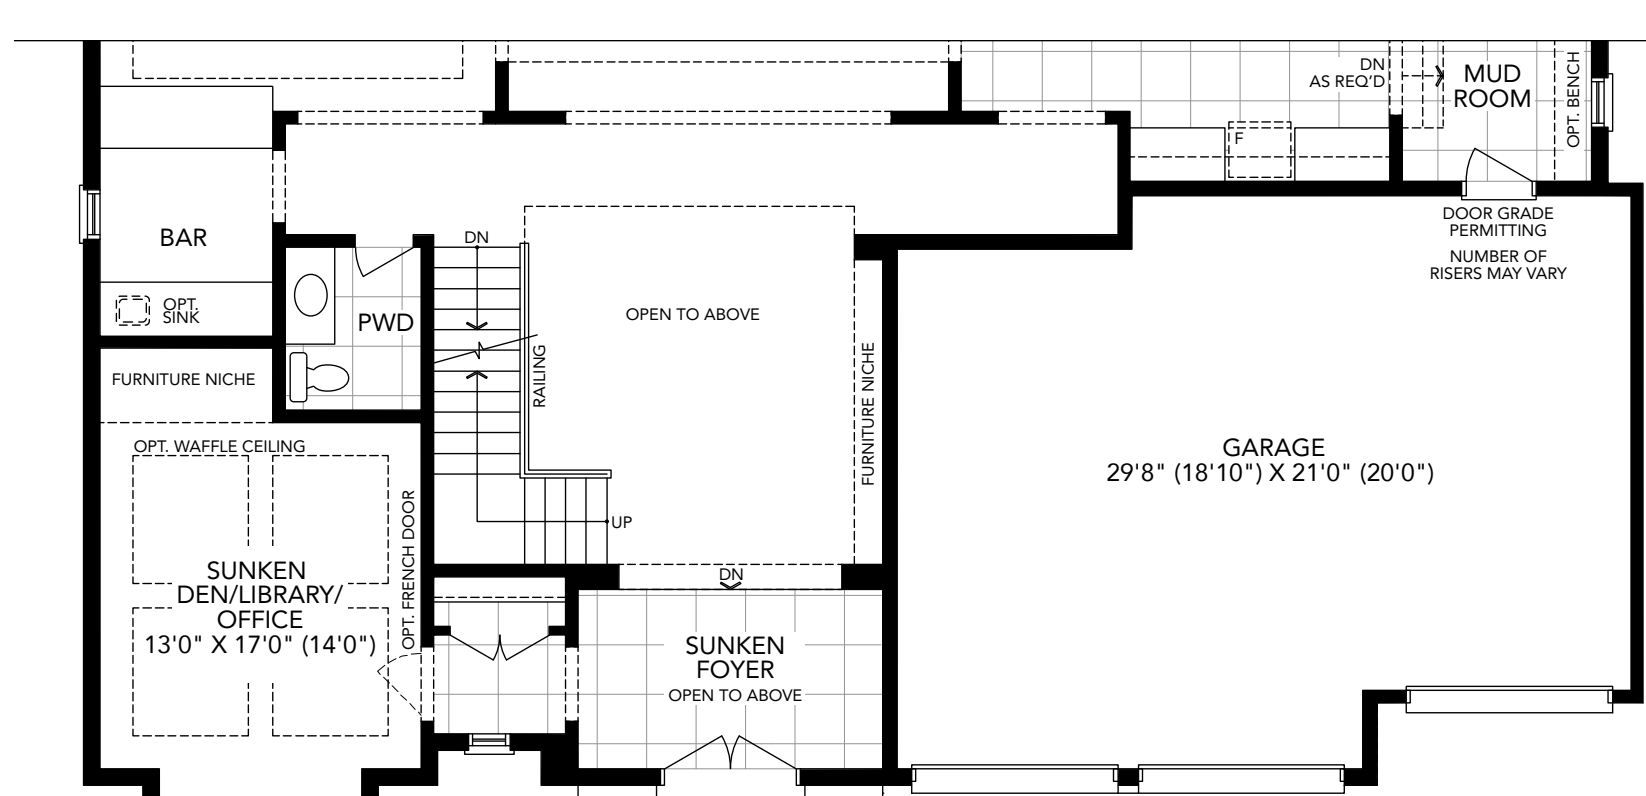 DN
AS REQ'D
MUD
ROOM
OPT. BENCH
F
DOOR GRADE
PERMITTING
NUMBER OF
RISERS MAY VARY
BAR
OPT.
SINK
DN
PWD
OPEN TO ABOVE
RAILING
FURNITURE NICHE
FURNITURE NICHE
OPT. WAFFLE CEILING
GARAGE
29'8" (18'10") X 21'0" (20'0")
OPT. FRENCH DOOR
UP
SUNKEN
DEN/LIBRARY/
OFFICE
13'0" X 17'0" (14'0")
DN
SUNKEN
FOYER
OPEN TO ABOVE